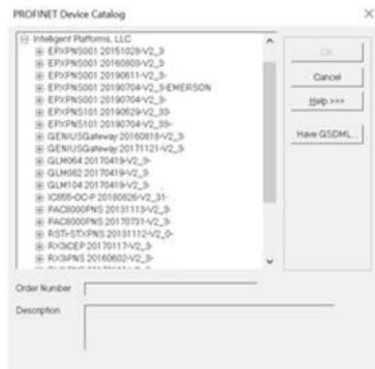 PROFINET Device Catalog
Intelligent Platforms, LLC
EPXPNS001 20151028-V2_3-
EPXPNS001 20160803-V2_3-
EPXPNS001 20190611-V2_3-
EPXPNS001 20190704-V2_3-EMERSON
EPXPNS001 20190704-V2_3-
EPXPNS101 20190529-V2_33-
EPXPNS101 20190704-V2_33-
GENIUSGateway 20160818-V2_3-
GENIUSGateway 20171121-V2_3-
GLM064 20170419-V2_3-
GLM082 20170419-V2_3-
GLM104 20170419-V2_3-
IC855-DC-P 20180826-V2_31-
PAC8000PNS 20131113-V2_3-
PAC8000PNS 20170731-V2_3-
RSTi-STXPNS 20131112-V2_0-
RX3iCEP 20170117-V2_3-
RX3iPNS 20160602-V2_3-
OK
Cancel
Help >>>
Have GSDML...
Order Number
Description